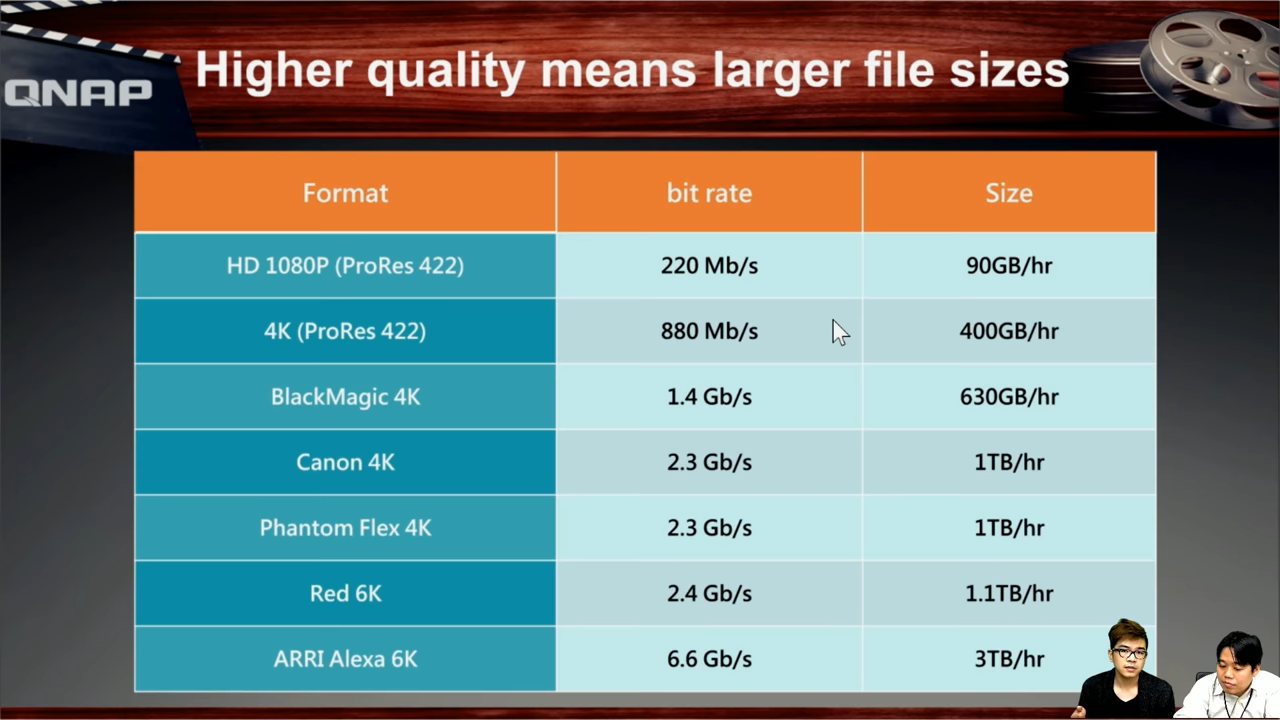 QNAP
Higher quality means larger file sizes
Format bit rate Size
HD 1080P (ProRes 422) 220 Mb/s 90GB/hr
4K (ProRes 422) 880 Mb/s 400GB/hr
BlackMagic 4K 1.4 Gb/s 630GB/hr
Canon 4K 2.3 Gb/s 1TB/hr
Phantom Flex 4K 2.3 Gb/s 1TB/hr
Red 6K 2.4 Gb/s 1.1TB/hr
ARRI Alexa 6K 6.6 Gb/s 3TB/hr